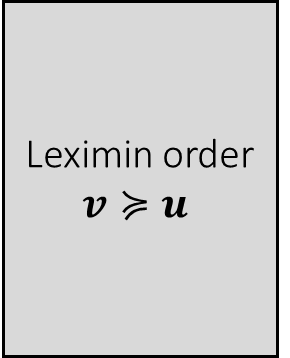 Leximin order
v ≽ u